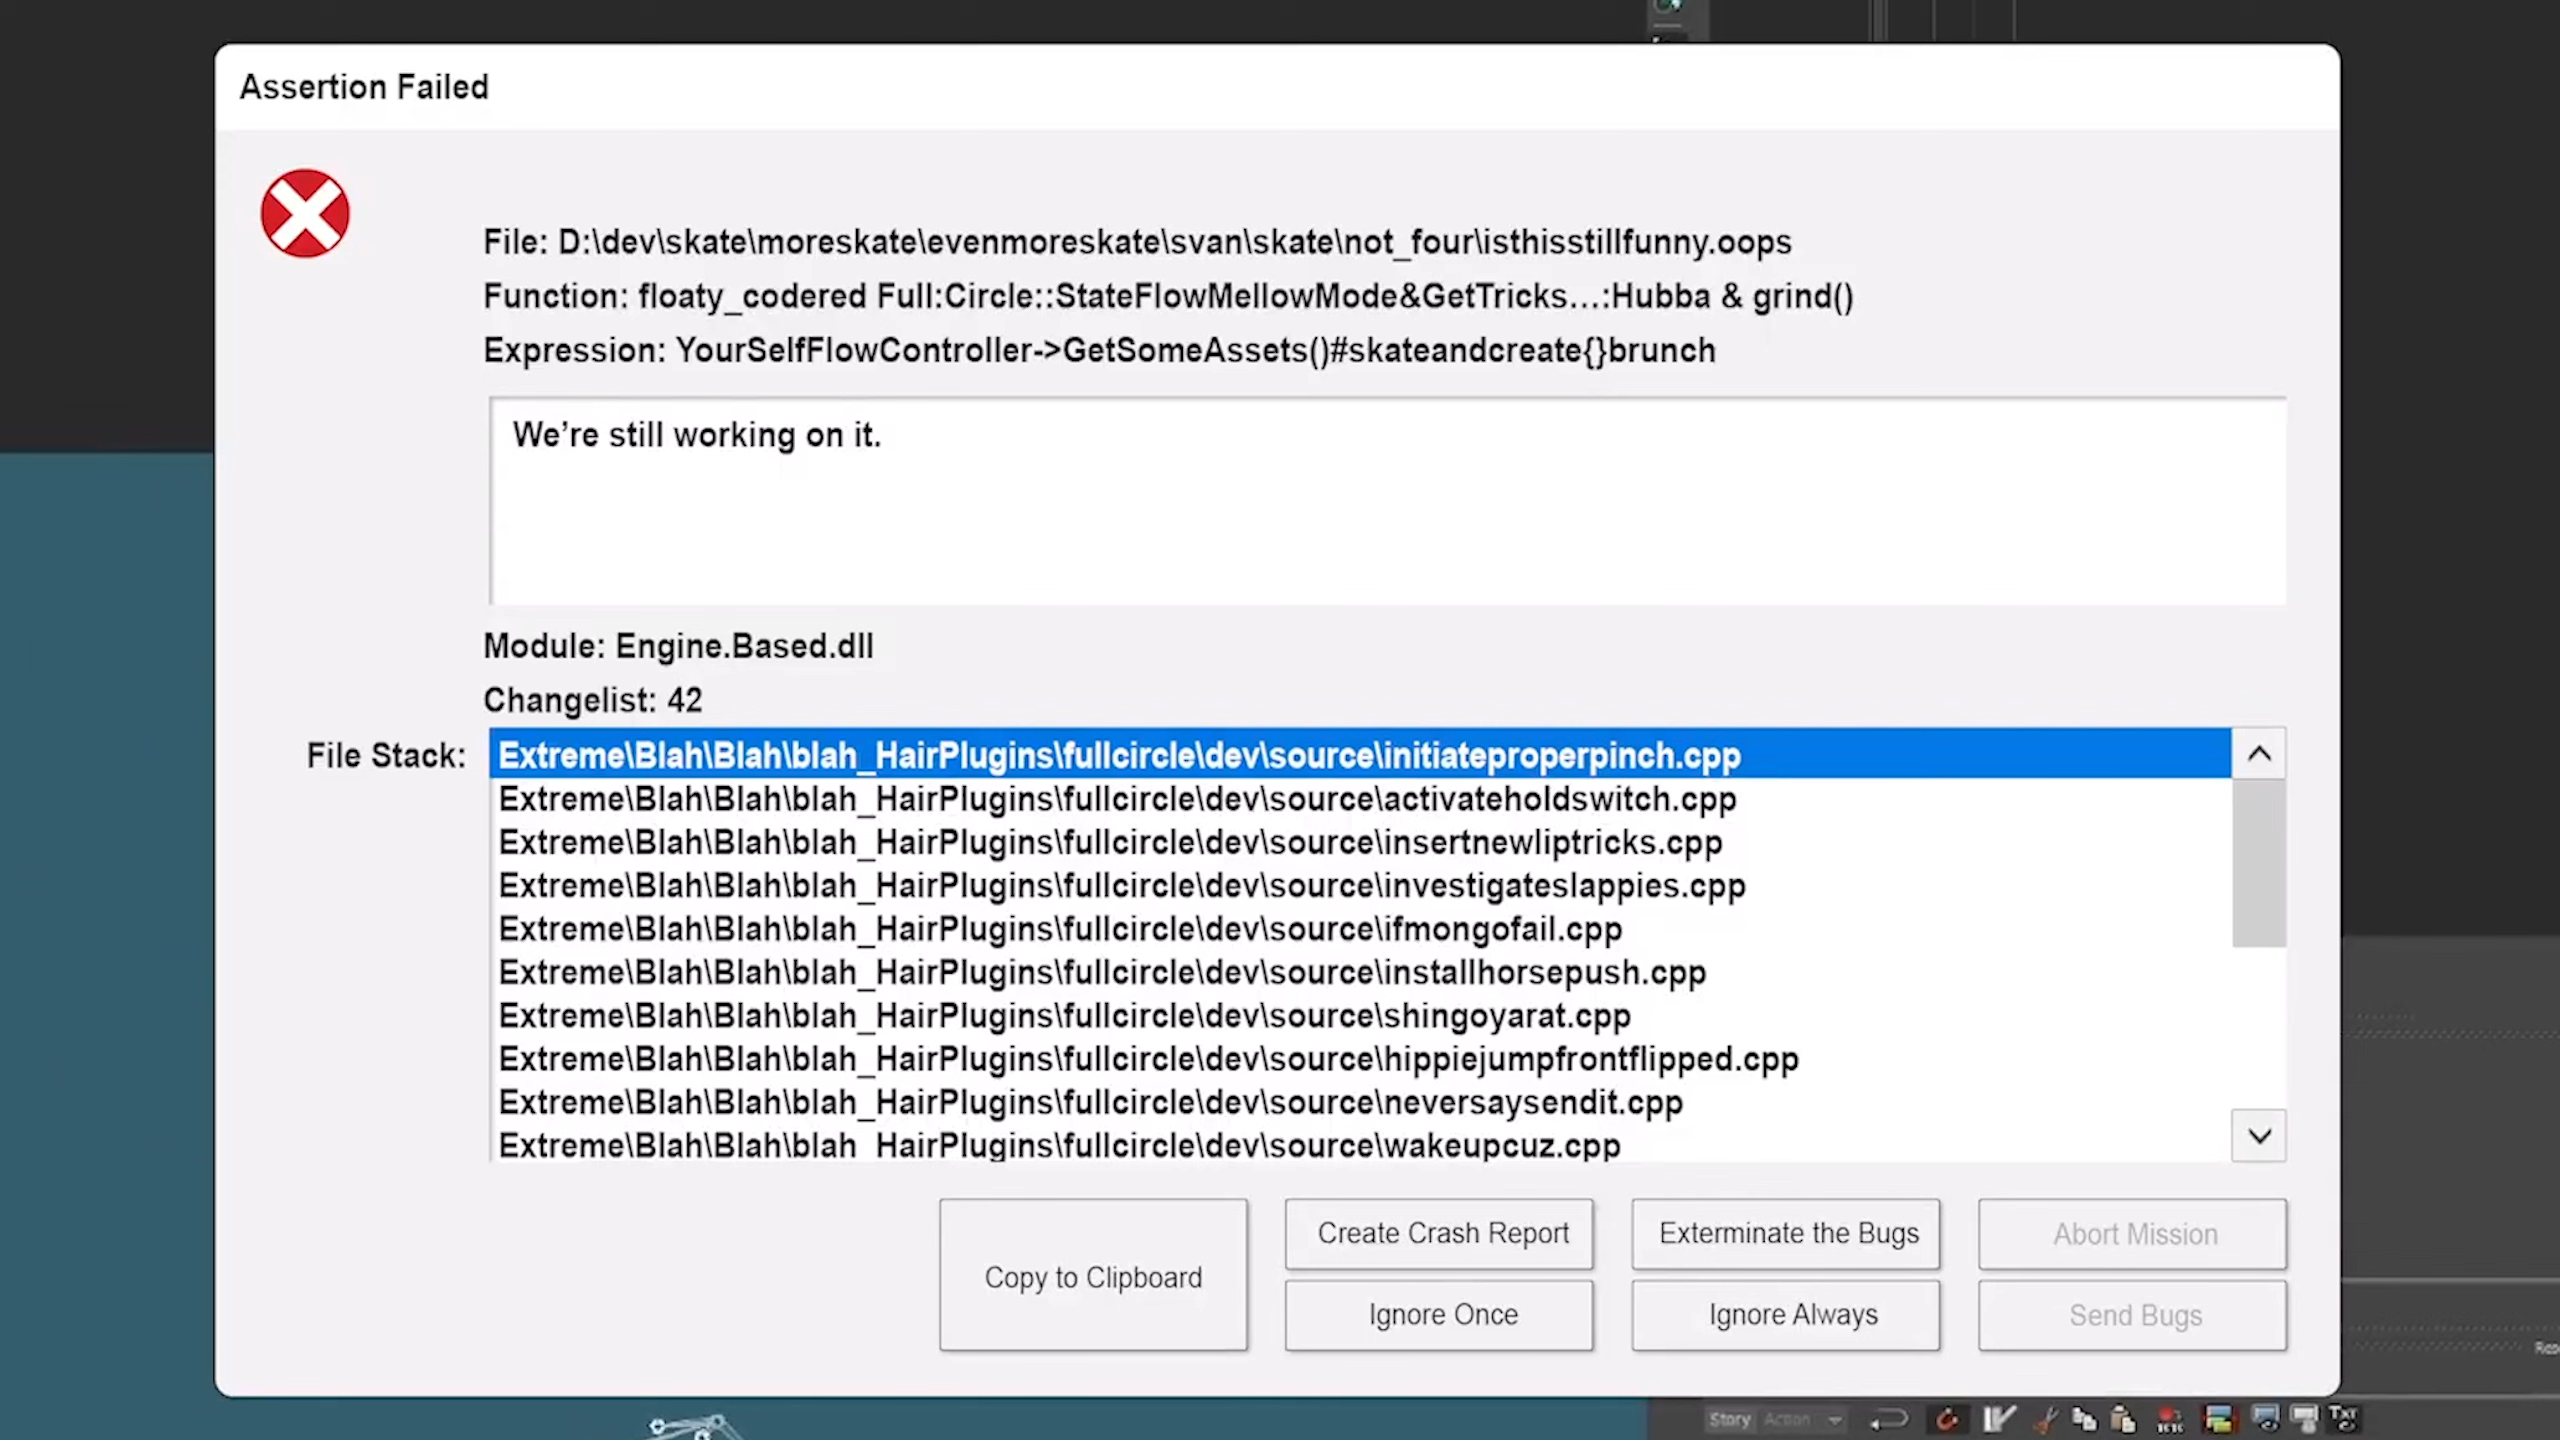 Assertion Failed
File: D:\dev\skate\moreskate\evenmoreskate\svan\skate\not_four\isthisstillfunny.oops
Function: floaty_codered Full:Circle::StateFlowMellowMode&GetTricks...:Hubba & grind()
Expression: YourSelfFlowController->GetSomeAssets()#skateandcreate{}brunch
We’re still working on it.
Module: Engine.Based.dll
Changelist: 42
File Stack:
Extreme\Blah\Blah\blah_HairPlugins\fullcircle\dev\source\initiateproperpinch.cpp
Extreme\Blah\Blah\blah_HairPlugins\fullcircle\dev\source\activateholdswitch.cpp
Extreme\Blah\Blah\blah_HairPlugins\fullcircle\dev\source\insertnewliptricks.cpp
Extreme\Blah\Blah\blah_HairPlugins\fullcircle\dev\source\investigateslappies.cpp
Extreme\Blah\Blah\blah_HairPlugins\fullcircle\dev\source\ifmongofail.cpp
Extreme\Blah\Blah\blah_HairPlugins\fullcircle\dev\source\installhorsepush.cpp
Extreme\Blah\Blah\blah_HairPlugins\fullcircle\dev\source\shingoyarat.cpp
Extreme\Blah\Blah\blah_HairPlugins\fullcircle\dev\source\hippiejumpfrontflipped.cpp
Extreme\Blah\Blah\blah_HairPlugins\fullcircle\dev\source\neversaysendit.cpp
Extreme\Blah\Blah\blah_HairPlugins\fullcircle\dev\source\wakeupcuz.cpp
Copy to Clipboard
Create Crash Report
Exterminate the Bugs
Abort Mission
Ignore Once
Ignore Always
Send Bugs
Story Action
TXT